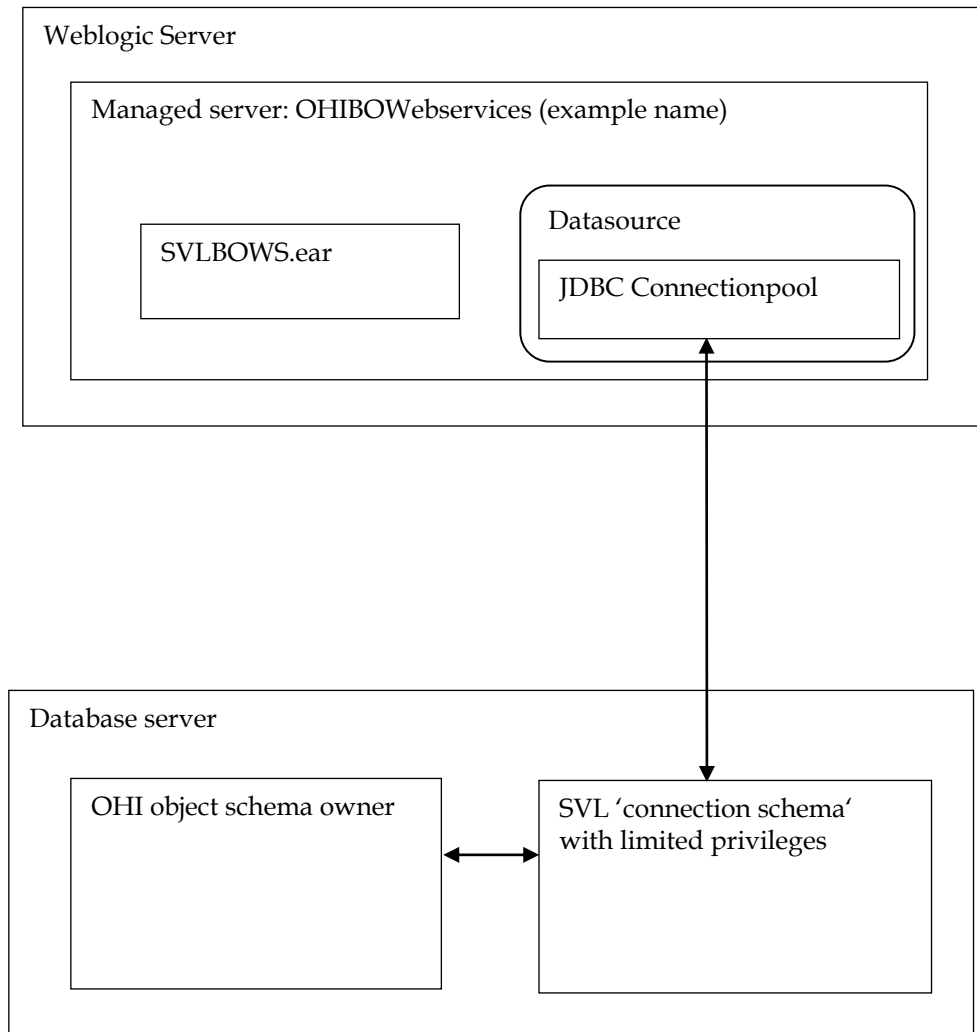 Weblogic Server
Managed server: OHIBOWebservices (example name)
SVLBOWS.ear
Datasource
JDBC Connectionpool
Database server
OHI object schema owner
SVL ‘connection schema‘
with limited privileges